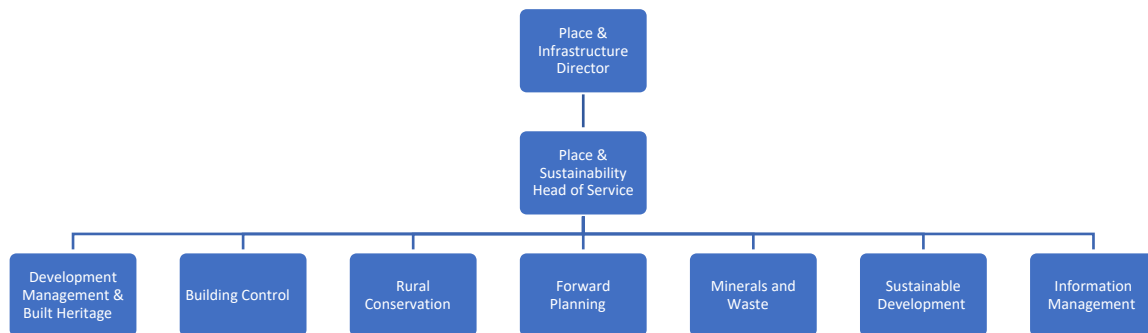 Place &
Infrastructure
Director
Place &
Sustainability
Head of Service
Development
Management &
Built Heritage
Building Control
Rural
Conservation
Forward
Planning
Minerals and
Waste
Sustainable
Development
Information
Management